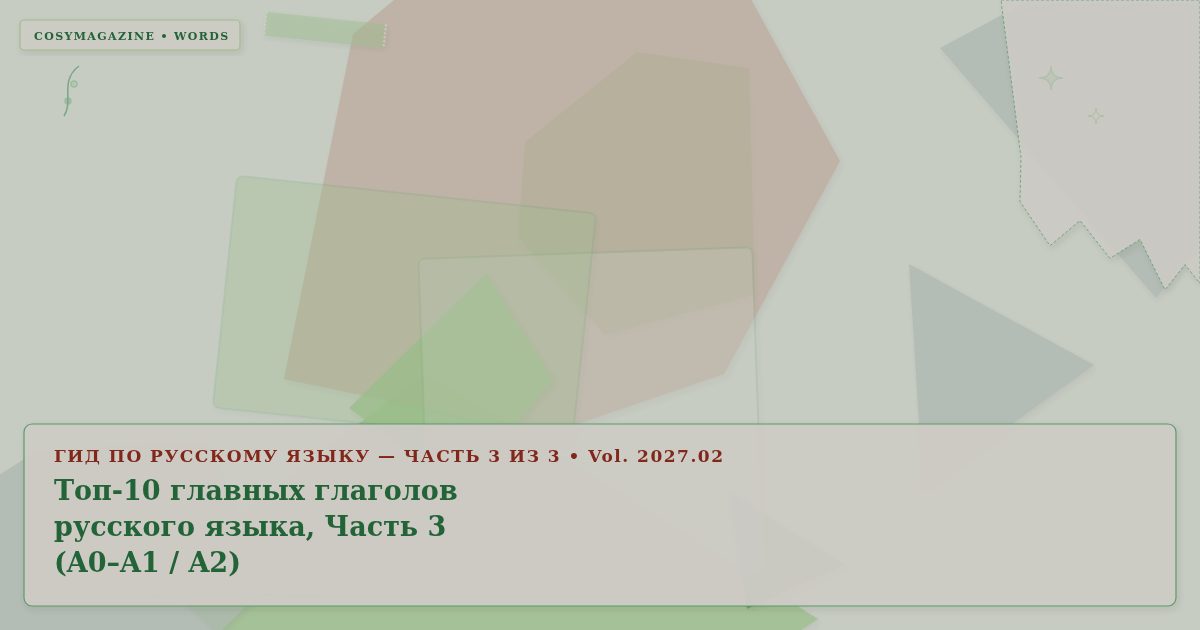 COSYMAGAZINE • WORDS
ГИД ПО РУССКОМУ ЯЗЫКУ — ЧАСТЬ 3 ИЗ 3 • Vol. 2027.02
Топ-10 главных глаголов
русского языка, Часть 3
(A0–A1 / A2)